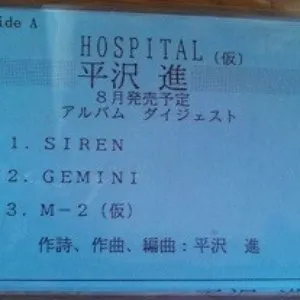 ide A
HOSPITAL (仮)
平沢 進
8月発売予定
アルバム ダイジェスト
1. SIREN
2. GEMINI
3. M-2(仮)
作詩、作曲、編曲:平沢 進